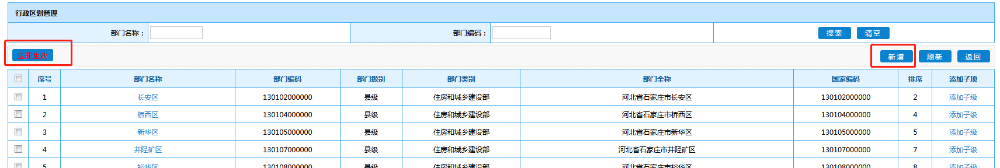 行政区划管理
部门名称： 部门编码： 搜索 清空
立即生效 新增 刷新 返回
序号 部门名称 部门编码 部门级别 部门类别 部门全称 国家编码 排序 添加子项
1 长安区 130102000000 县级 住房和城乡建设部 河北省石家庄市长安区 130102000000 2 添加子级
2 桥西区 130104000000 县级 住房和城乡建设部 河北省石家庄市桥西区 130104000000 4 添加子级
3 新华区 130105000000 县级 住房和城乡建设部 河北省石家庄市新华区 130105000000 5 添加子级
4 井陉矿区 130107000000 县级 住房和城乡建设部 河北省石家庄市井陉矿区 130107000000 7 添加子级
5 裕华区 130108000000 县级 住房和城乡建设部 河北省石家庄市裕华区 130108000000 8 添加子级